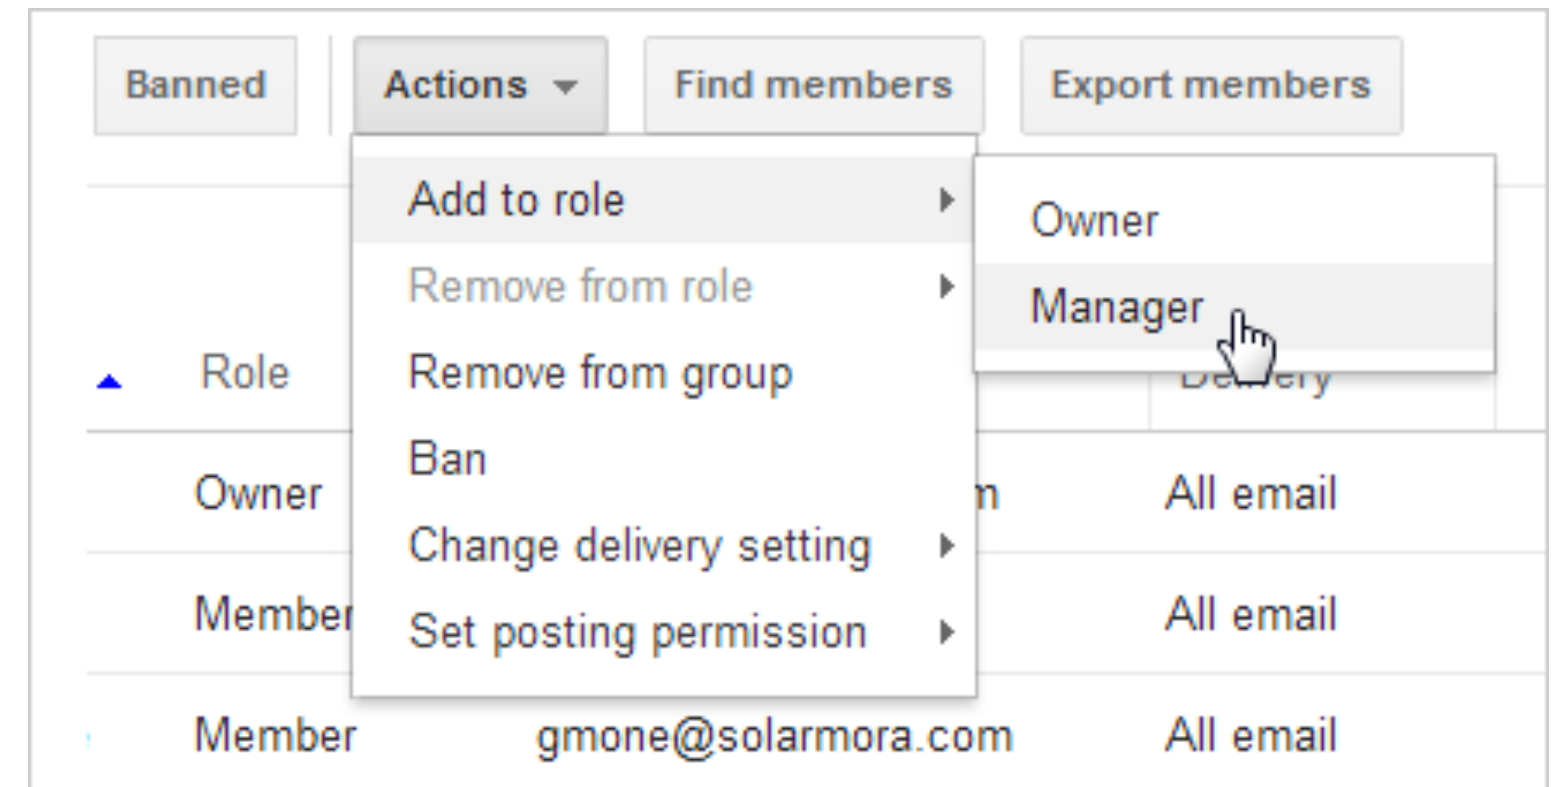 Banned Actions Find members Export members
Add to role
Owner
Remove from role
Manager
Role
Remove from group
Delivery
Ban
Owner
m
All email
Change delivery setting
Member
All email
Set posting permission
Member gmone@solarmora.com All email